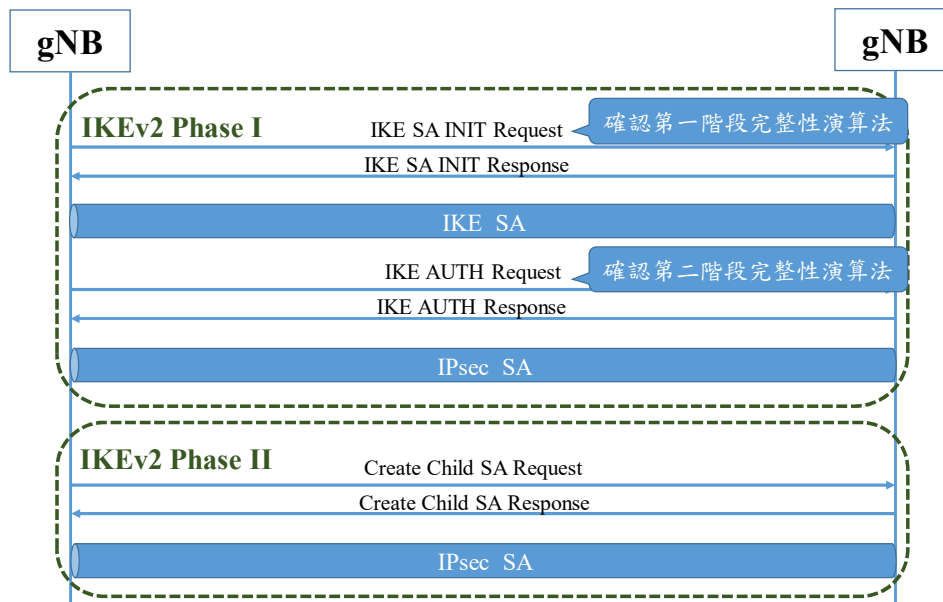 gNB
gNB
IKEv2 Phase I
IKE SA INIT Request
確認第一階段完整性演算法
IKE SA INIT Response
IKE SA
IKE AUTH Request
確認第二階段完整性演算法
IKE AUTH Response
IPsec SA
IKEv2 Phase II
Create Child SA Request
Create Child SA Response
IPsec SA